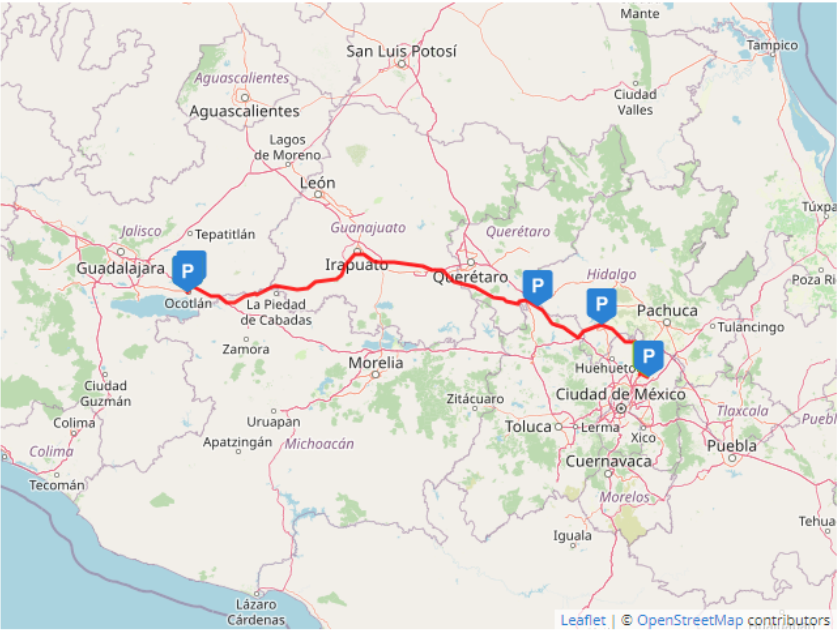 Mante
San Luis Potosí
Tampico
Aguascalientes
Ciudad
Valles
Aguascalientes
Lagos
de Moreno
León
Túxpa
Jalisco
Tepatitlán
Guanajuato
Querétaro
P
Guadalajara
Irapuato
Querétaro
Hidalgo
P
Poza Ri
Ocotlán
La Piedad
de Cabadas
P
Pachuca
Tulancingo
Zamora
Morelia
P
Huehueto
Ciudad
Guzmán
Zitácuaro
Ciudad de México
Colima
Uruapan
Toluca
Lerma
Xico
Tlaxcala
Puebl
Colima
Apatzingán
Michoacán
Puebla
Cuernavaca
Tecomán
Morelos
Tehua
Iguala
Lázaro
Cárdenas
Leaflet | © OpenStreetMap contributors